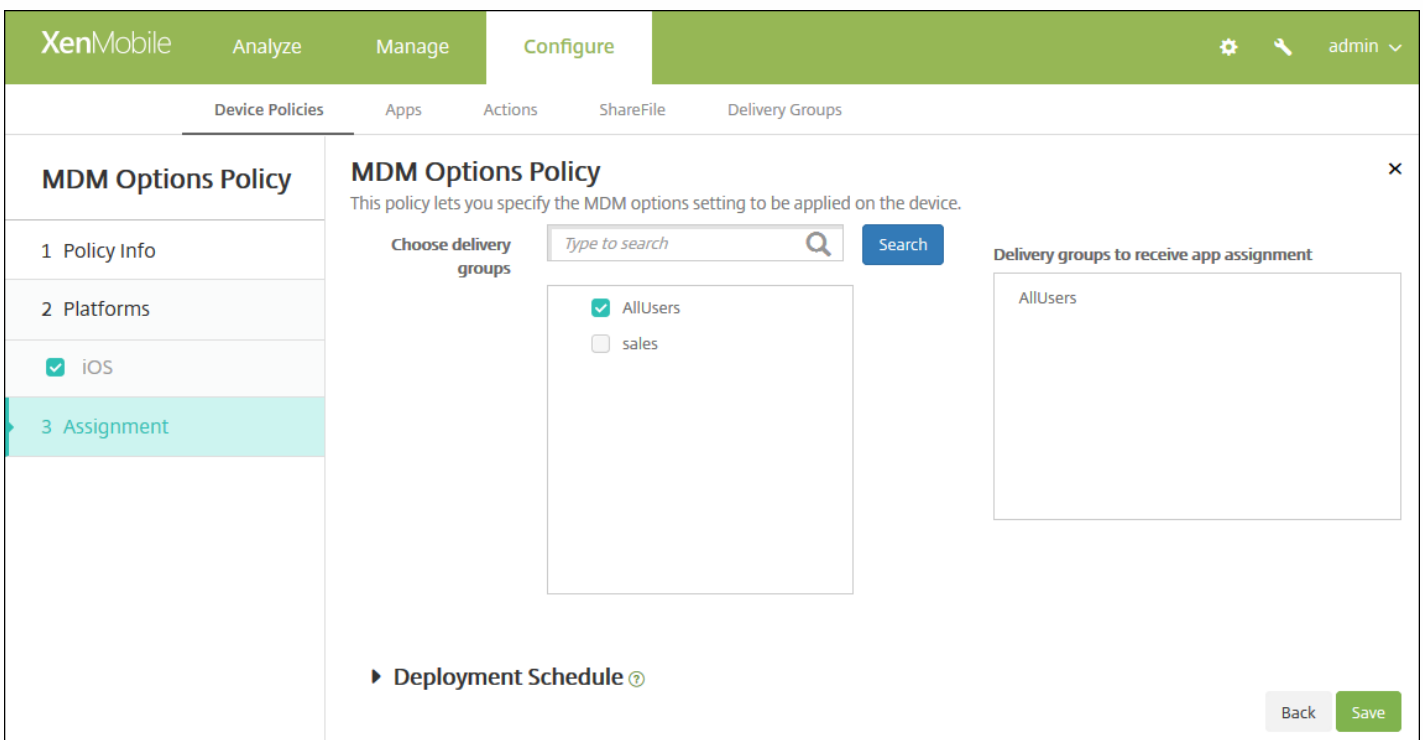 XenMobile Analyze Manage Configure admin
Device Policies Apps Actions ShareFile Delivery Groups
MDM Options Policy
1 Policy Info
2 Platforms
iOS
3 Assignment
MDM Options Policy
This policy lets you specify the MDM options setting to be applied on the device.
Choose delivery
groups
Type to search
Search
AllUsers
sales
Delivery groups to receive app assignment
AllUsers
Deployment Schedule ?
Back Save